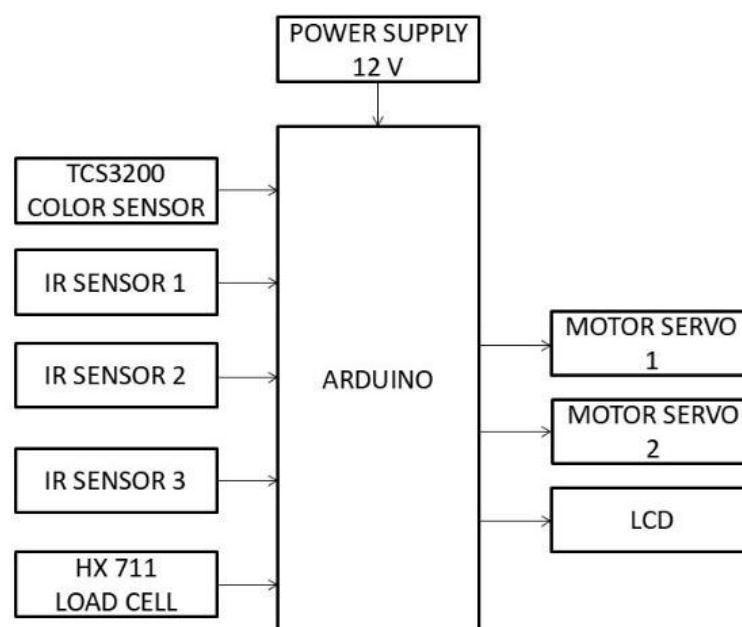 POWER SUPPLY
12 V
TCS3200
COLOR SENSOR
IR SENSOR 1
IR SENSOR 2
IR SENSOR 3
HX 711
LOAD CELL
ARDUINO
MOTOR SERVO
1
MOTOR SERVO
2
LCD